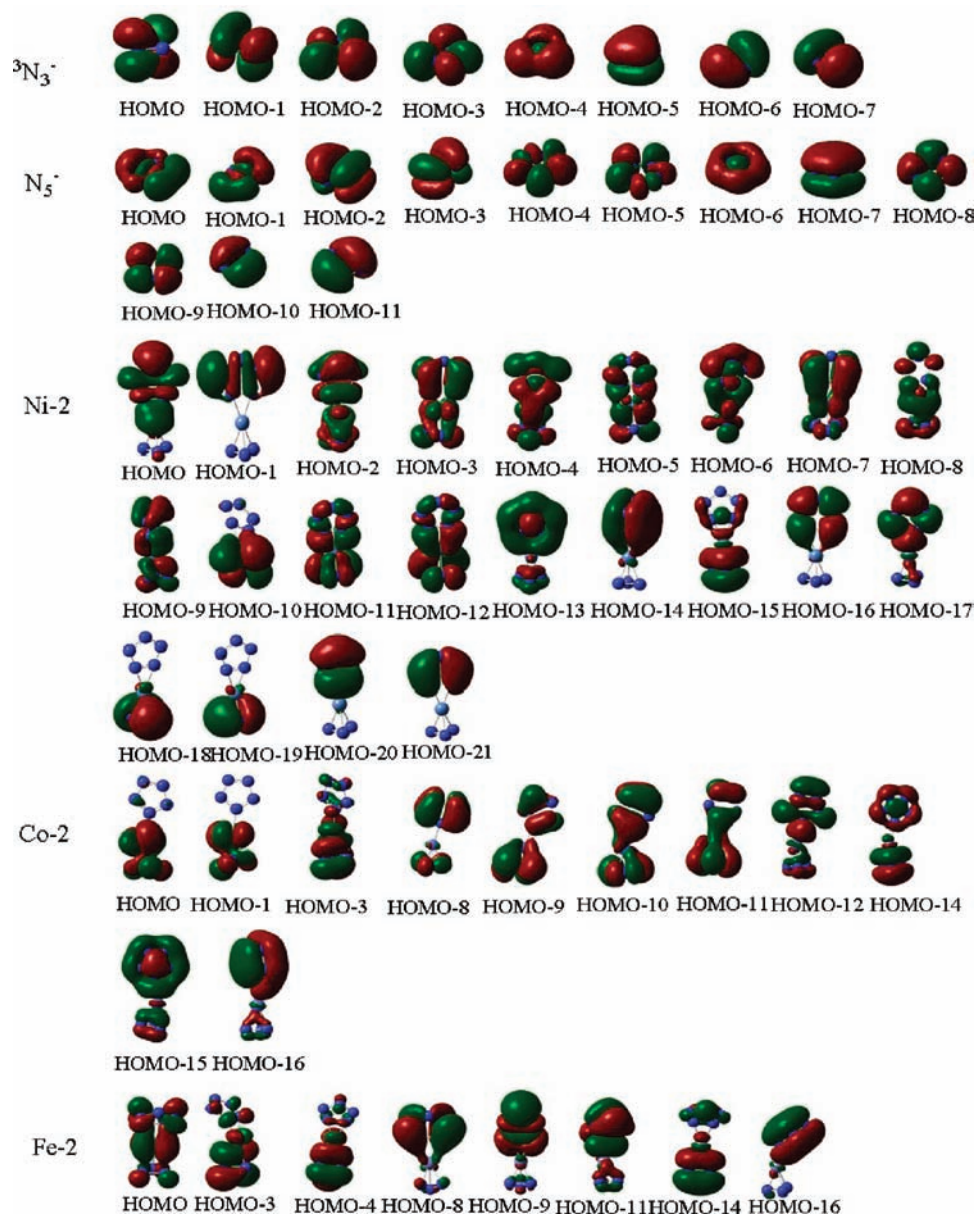 ³N₃⁻
HOMO HOMO-1 HOMO-2 HOMO-3 HOMO-4 HOMO-5 HOMO-6 HOMO-7
N₅⁻
HOMO HOMO-1 HOMO-2 HOMO-3 HOMO-4 HOMO-5 HOMO-6 HOMO-7 HOMO-8
HOMO-9 HOMO-10 HOMO-11
Ni-2
HOMO HOMO-1 HOMO-2 HOMO-3 HOMO-4 HOMO-5 HOMO-6 HOMO-7 HOMO-8
HOMO-9 HOMO-10 HOMO-11 HOMO-12 HOMO-13 HOMO-14 HOMO-15 HOMO-16 HOMO-17
HOMO-18 HOMO-19 HOMO-20 HOMO-21
Co-2
HOMO HOMO-1 HOMO-3 HOMO-8 HOMO-9 HOMO-10 HOMO-11 HOMO-12 HOMO-14
HOMO-15 HOMO-16
Fe-2
HOMO HOMO-3 HOMO-4 HOMO-8 HOMO-9 HOMO-11 HOMO-14 HOMO-16